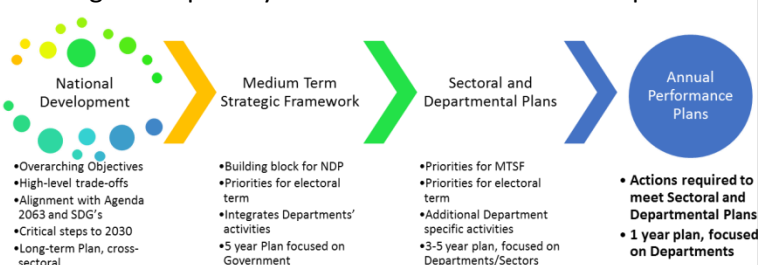 National
Development
Medium Term
Strategic Framework
Sectoral and
Departmental Plans
Annual
Performance
Plans
•Overarching Objectives
•High-level trade-offs
•Alignment with Agenda
2063 and SDG's
•Critical steps to 2030
•Long-term Plan, cross-
sectoral
•Building block for NDP
•Priorities for electoral
term
•Integrates Departments'
activities
•5 year Plan focused on
Government
•Priorities for MTSF
•Priorities for electoral
term
•Additional Department
specific activities
•3-5 year plan, focused on
Departments/Sectors
• Actions required to
meet Sectoral and
Departmental Plans
• 1 year plan, focused
on Departments